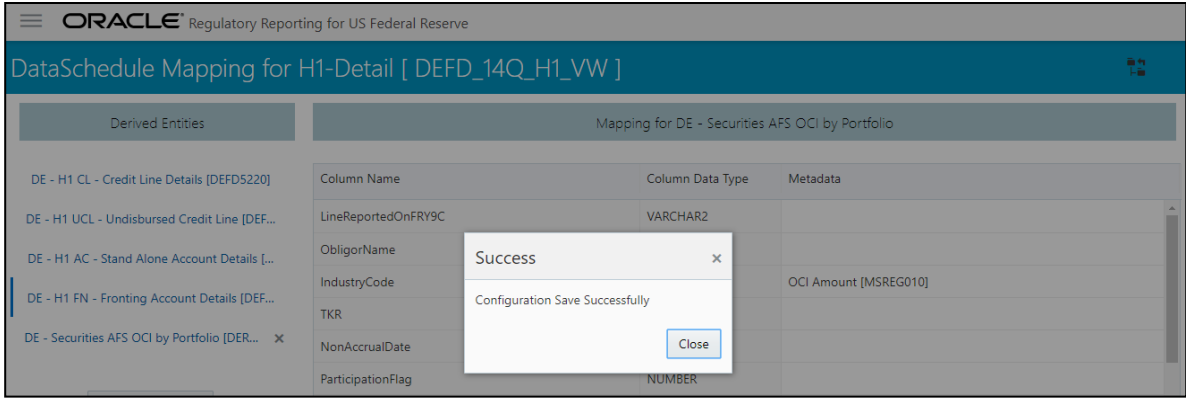 ORACLE® Regulatory Reporting for US Federal Reserve
DataSchedule Mapping for H1-Detail [ DEFD_14Q_H1_VW ]
Derived Entities
Mapping for DE - Securities AFS OCI by Portfolio
DE - H1 CL - Credit Line Details [DEFD5220]
DE - H1 UCL - Undisbursed Credit Line [DEF...
DE - H1 AC - Stand Alone Account Details [...
DE - H1 FN - Fronting Account Details [DEF...
DE - Securities AFS OCI by Portfolio [DER... ×
Column Name Column Data Type Metadata
LineReportedOnFRY9C VARCHAR2
ObligorName
IndustryCode OCI Amount [MSREG010]
TKR
NonAccrualDate
ParticipationFlag NUMBER
Success ×
Configuration Save Successfully
Close